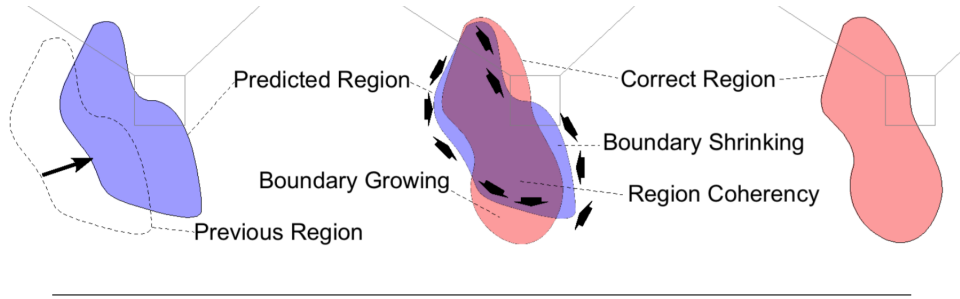 Predicted Region
Correct Region
Boundary Shrinking
Boundary Growing
Region Coherency
Previous Region